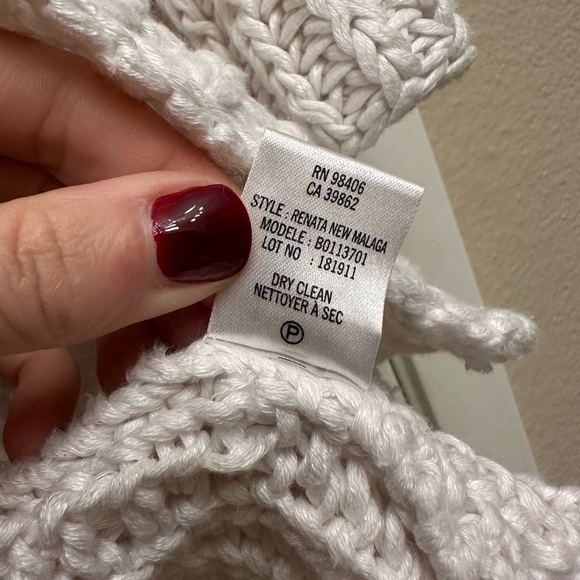 RN 98406
CA 39862
STYLE : RENATA NEW MALAGA
MODELE : B0113701
LOT NO : 181911
DRY CLEAN
NETTOYER À SEC
P